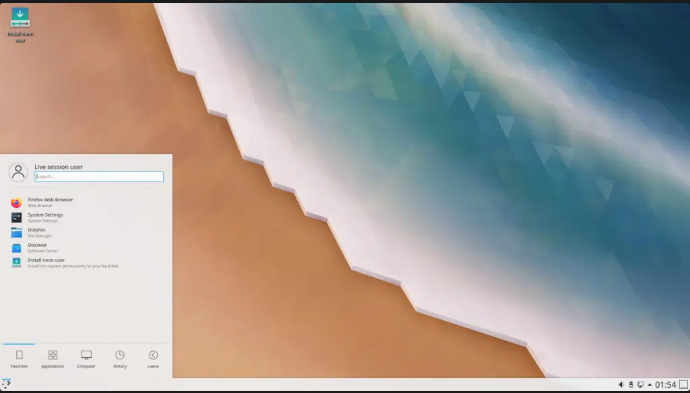 Install neon
user
Live session user
Search...
Firefox Web Browser
Web Browser
System Settings
System Settings
Dolphin
File Manager
Discover
Software Center
Install neon user
Install this system permanently to your hard disk
Favorites Applications Computer History Leave
01:54